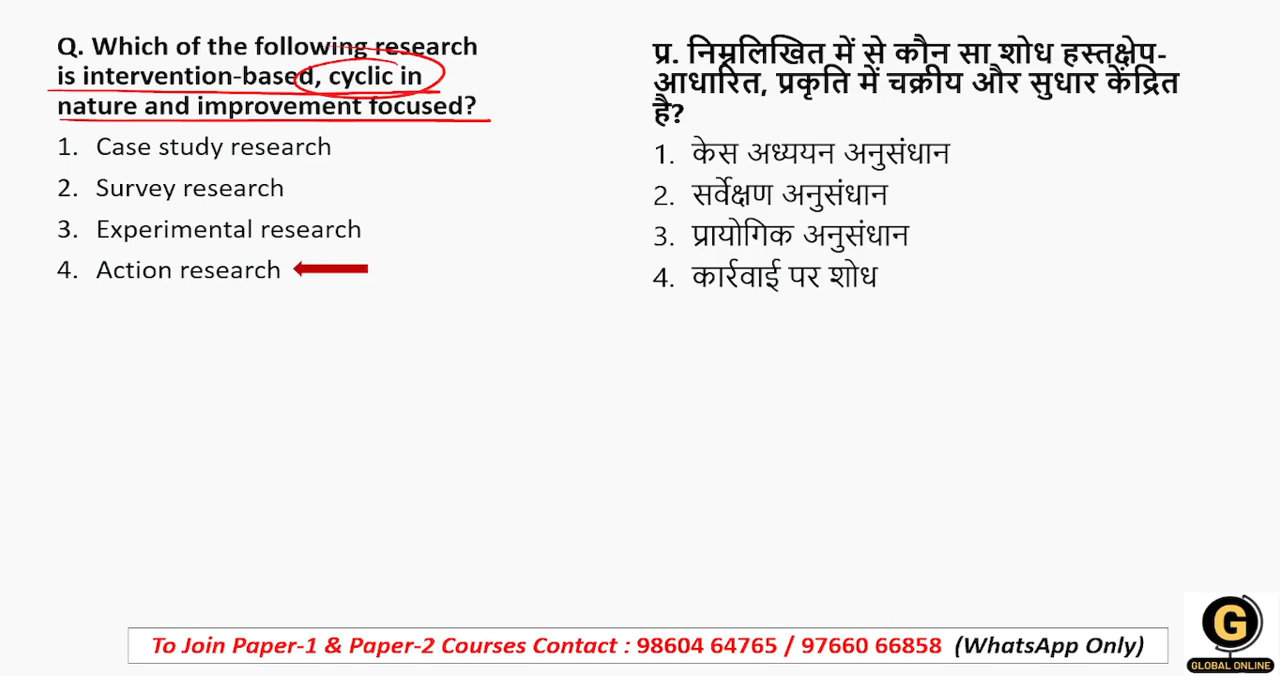 Q. Which of the following research
is intervention-based, cyclic in
nature and improvement focused?
1. Case study research
2. Survey research
3. Experimental research
4. Action research
प्र. निम्नलिखित में से कौन सा शोध हस्तक्षेप-
आधारित, प्रकृति में चक्रीय और सुधार केंद्रित
है?
1. केस अध्ययन अनुसंधान
2. सर्वेक्षण अनुसंधान
3. प्रायोगिक अनुसंधान
4. कार्रवाई पर शोध
To Join Paper-1 & Paper-2 Courses Contact : 98604 64765 / 97660 66858 (WhatsApp Only)
G
GLOBAL ONLINE